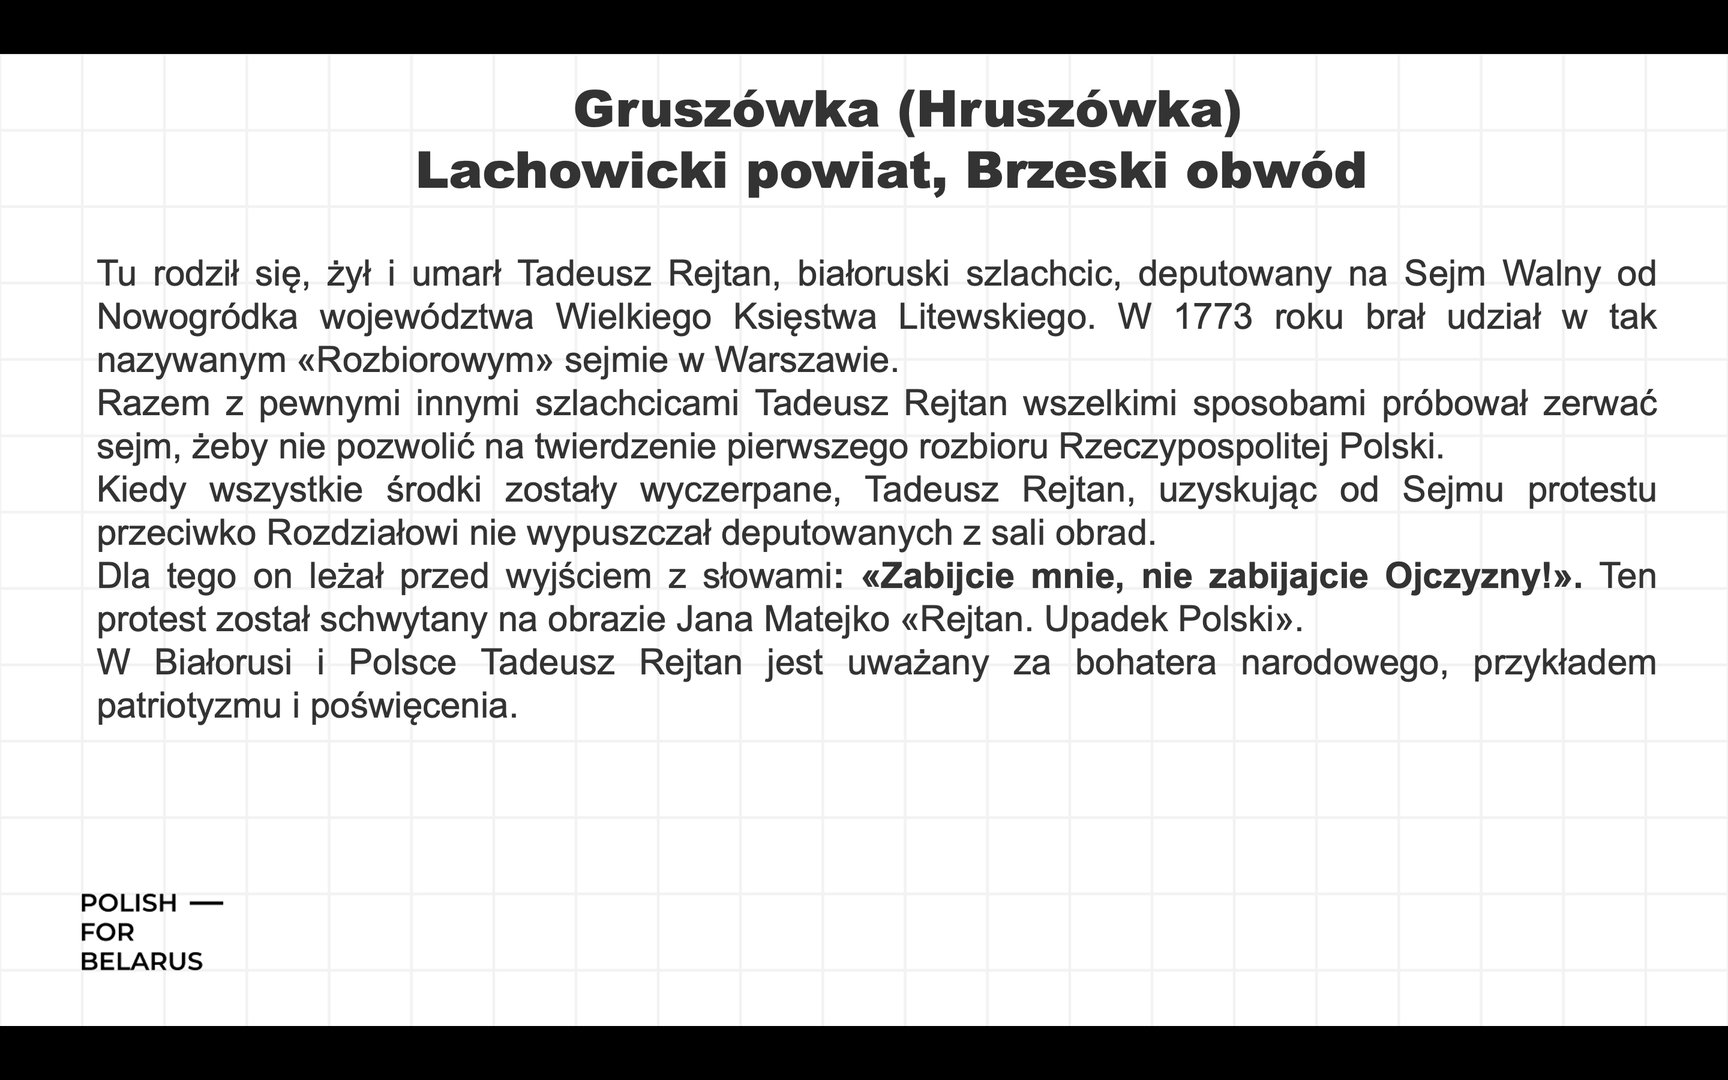 Gruszówka (Hruszówka)
Lachowicki powiat, Brzeski obwód
Tu rodził się, żył i umarł Tadeusz Rejtan, białoruski szlachcic, deputowany na Sejm Walny od
Nowogródka województwa Wielkiego Księstwa Litewskiego. W 1773 roku brał udział w tak
nazywanym «Rozbiorowym» sejmie w Warszawie.
Razem z pewnymi innymi szlachcicami Tadeusz Rejtan wszelkimi sposobami próbował zerwać
sejm, żeby nie pozwolić na twierdzenie pierwszego rozbioru Rzeczypospolitej Polski.
Kiedy wszystkie środki zostały wyczerpane, Tadeusz Rejtan, uzyskując od Sejmu protestu
przeciwko Rozdziałowi nie wypuszczał deputowanych z sali obrad.
Dla tego on leżał przed wyjściem z słowami: «Zabijcie mnie, nie zabijajcie Ojczyzny!». Ten
protest został schwytany na obrazie Jana Matejko «Rejtan. Upadek Polski».
W Białorusi i Polsce Tadeusz Rejtan jest uważany za bohatera narodowego, przykładem
patriotyzmu i poświęcenia.
POLISH —
FOR
BELARUS